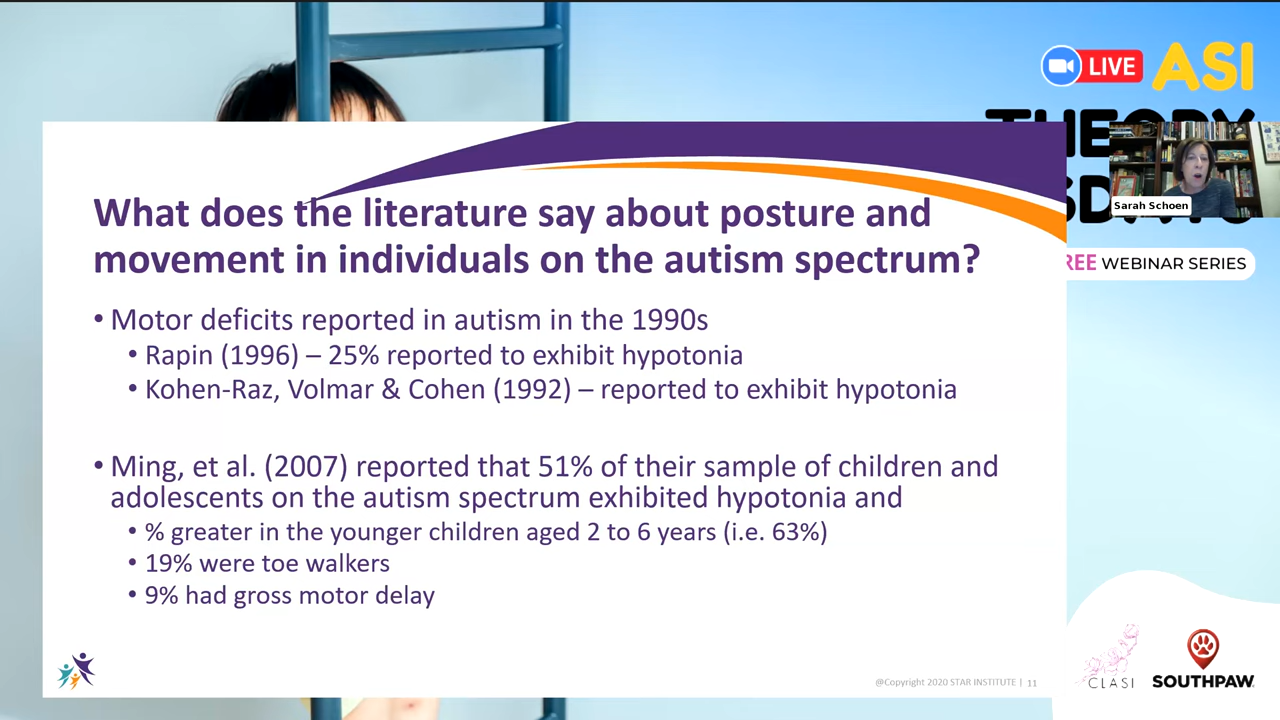 LIVE ASI
Sarah Schoen
WEBINAR SERIES
What does the literature say about posture and
movement in individuals on the autism spectrum?
• Motor deficits reported in autism in the 1990s
• Rapin (1996) – 25% reported to exhibit hypotonia
• Kohen-Raz, Volmar & Cohen (1992) – reported to exhibit hypotonia
• Ming, et al. (2007) reported that 51% of their sample of children and
adolescents on the autism spectrum exhibited hypotonia and
• % greater in the younger children aged 2 to 6 years (i.e. 63%)
• 19% were toe walkers
• 9% had gross motor delay
@Copyright 2020 STAR INSTITUTE | 11
CLASI SOUTHPAW